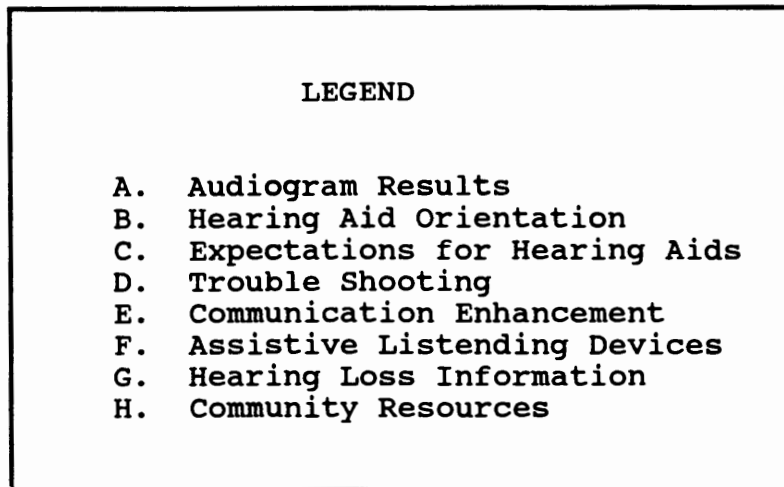 LEGEND
A. Audiogram Results
B. Hearing Aid Orientation
C. Expectations for Hearing Aids
D. Trouble Shooting
E. Communication Enhancement
F. Assistive Listending Devices
G. Hearing Loss Information
H. Community Resources